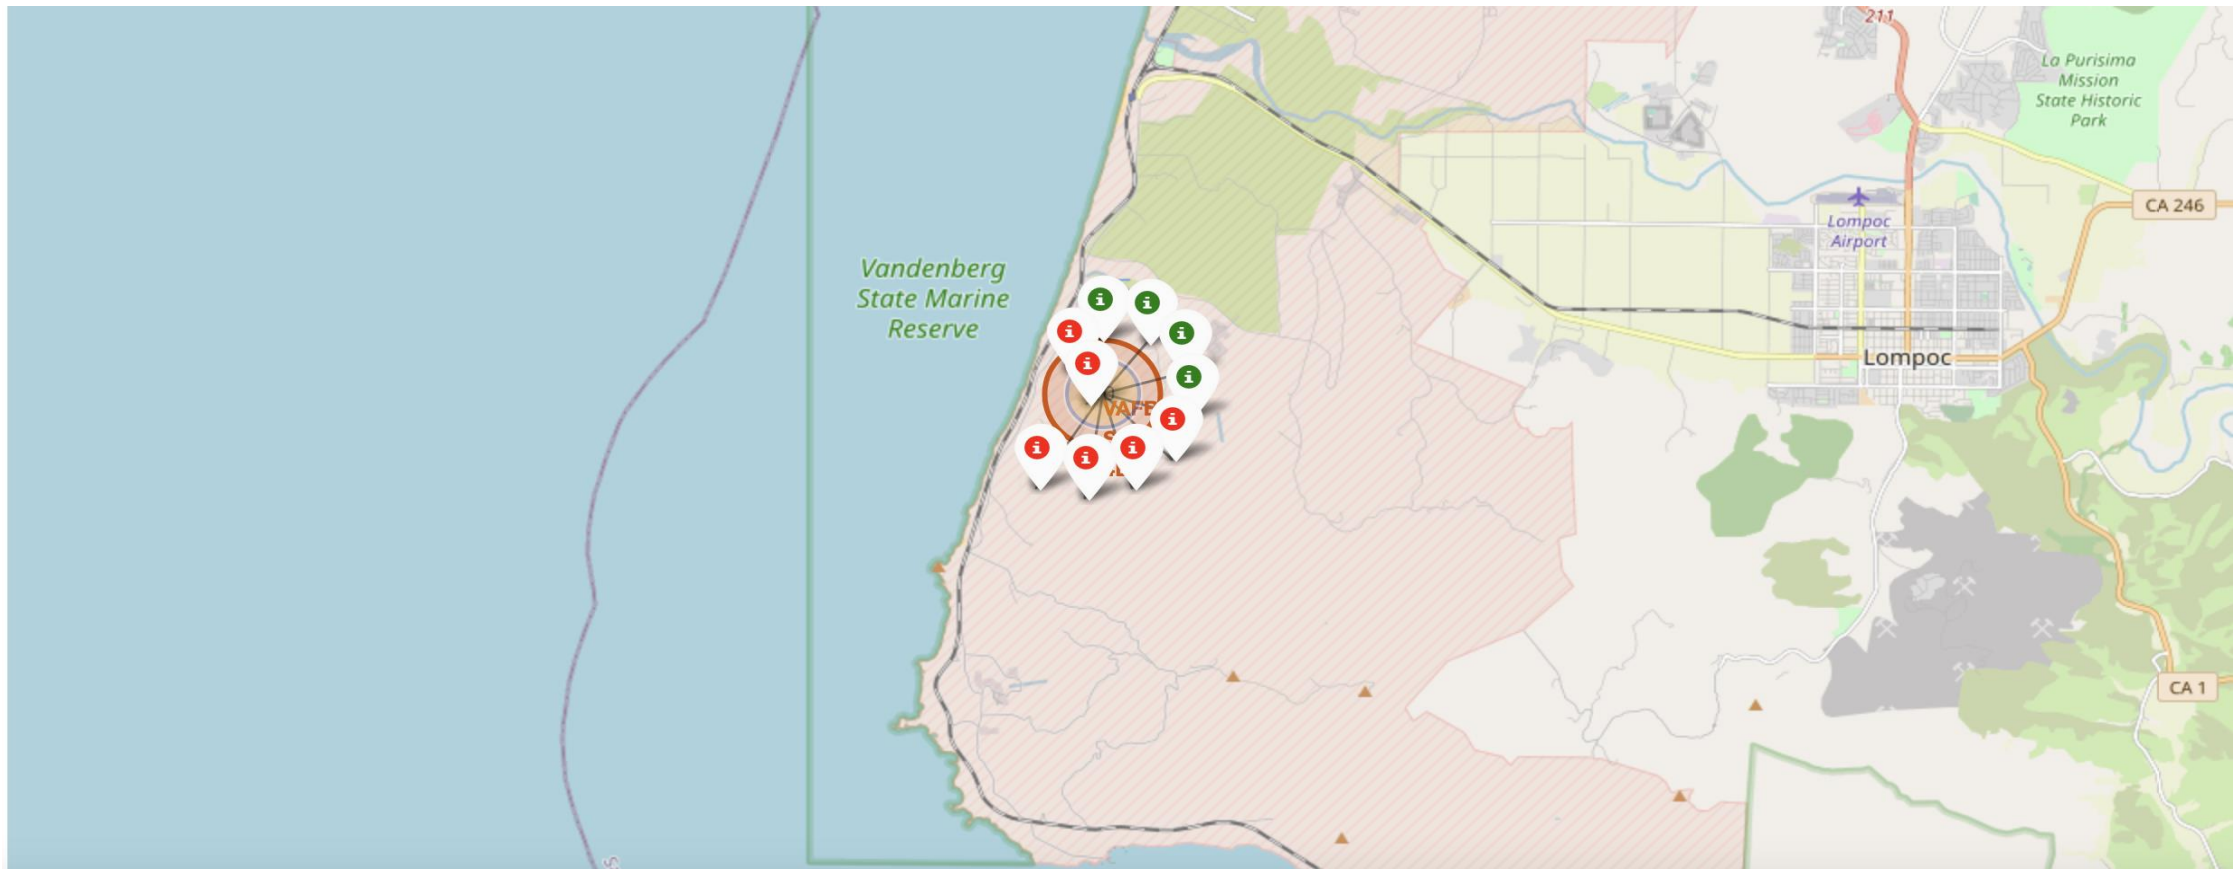 211
La Purisima
Mission
State Historic
Park
CA 246
Lompoc
Airport
Vandenberg
State Marine
Reserve
i
i
i
i
i
i
i
i
i
i
Lompoc
CA 1